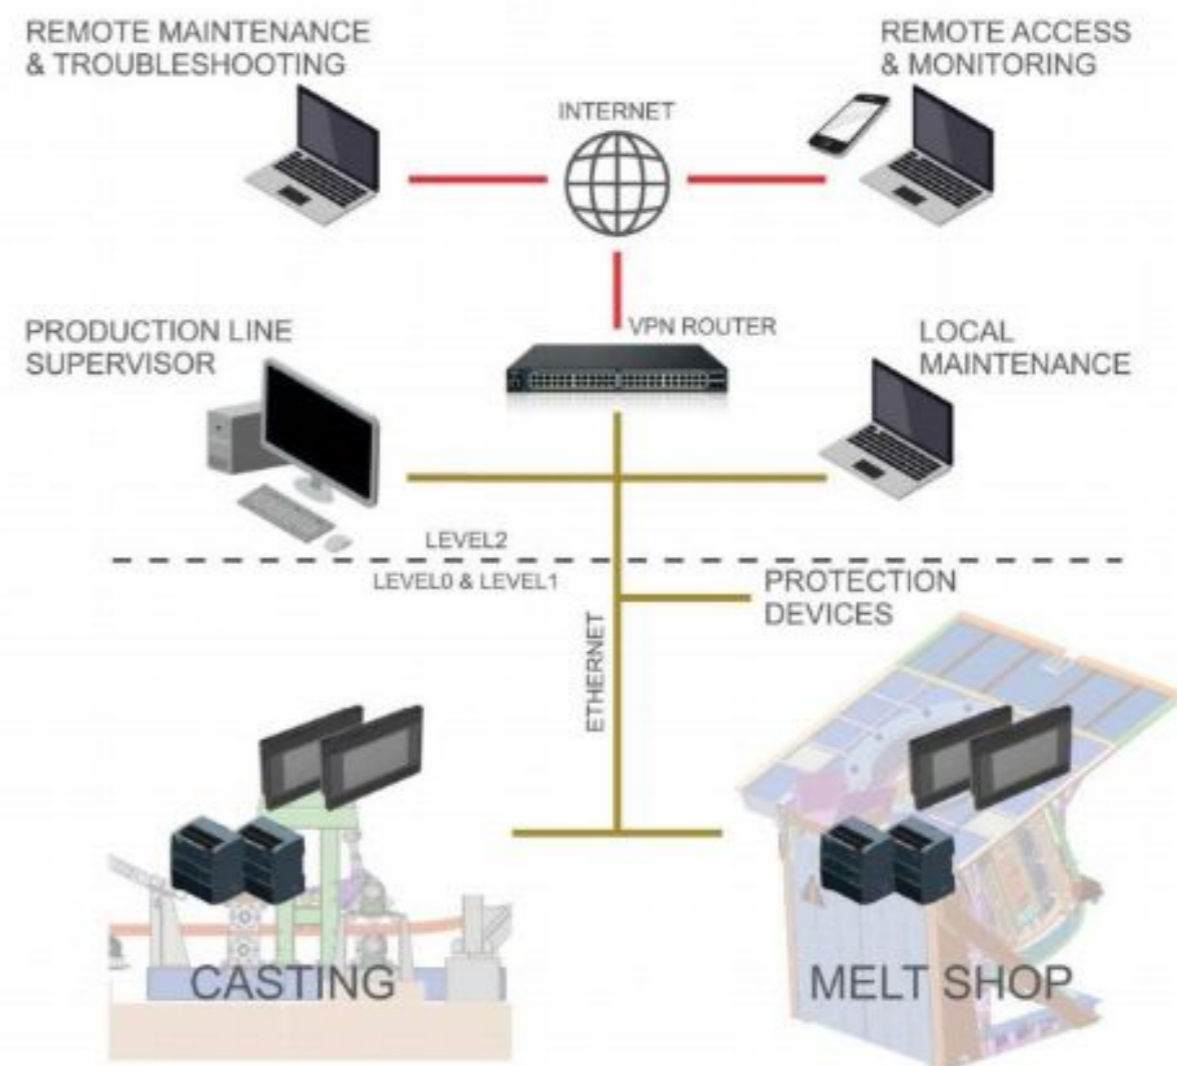 REMOTE MAINTENANCE
& TROUBLESHOOTING
REMOTE ACCESS
& MONITORING
INTERNET
VPN ROUTER
PRODUCTION LINE
SUPERVISOR
LOCAL
MAINTENANCE
LEVEL2
LEVEL0 & LEVEL1
PROTECTION
DEVICES
ETHERNET
CASTING
MELT SHOP